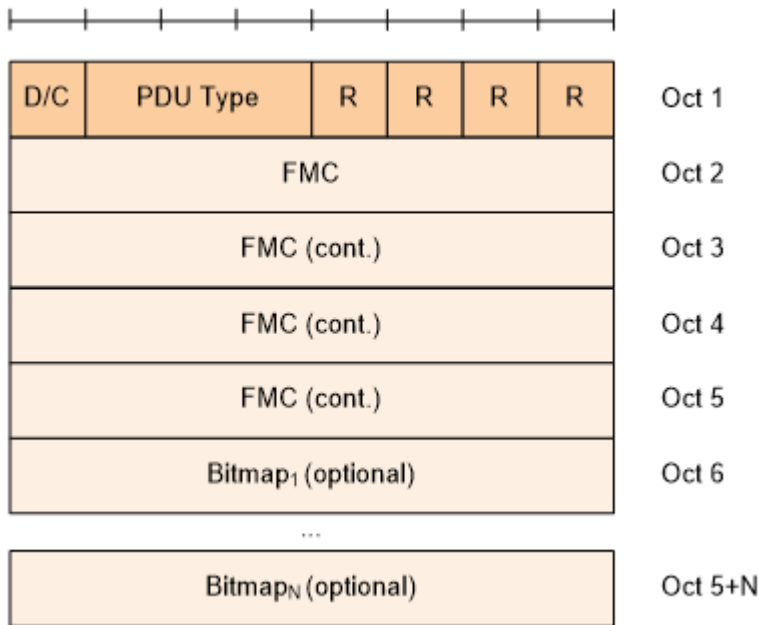 D/C PDU Type R R R R Oct 1
FMC Oct 2
FMC (cont.) Oct 3
FMC (cont.) Oct 4
FMC (cont.) Oct 5
Bitmap₁ (optional) Oct 6
...
Bitmap_N (optional) Oct 5+N